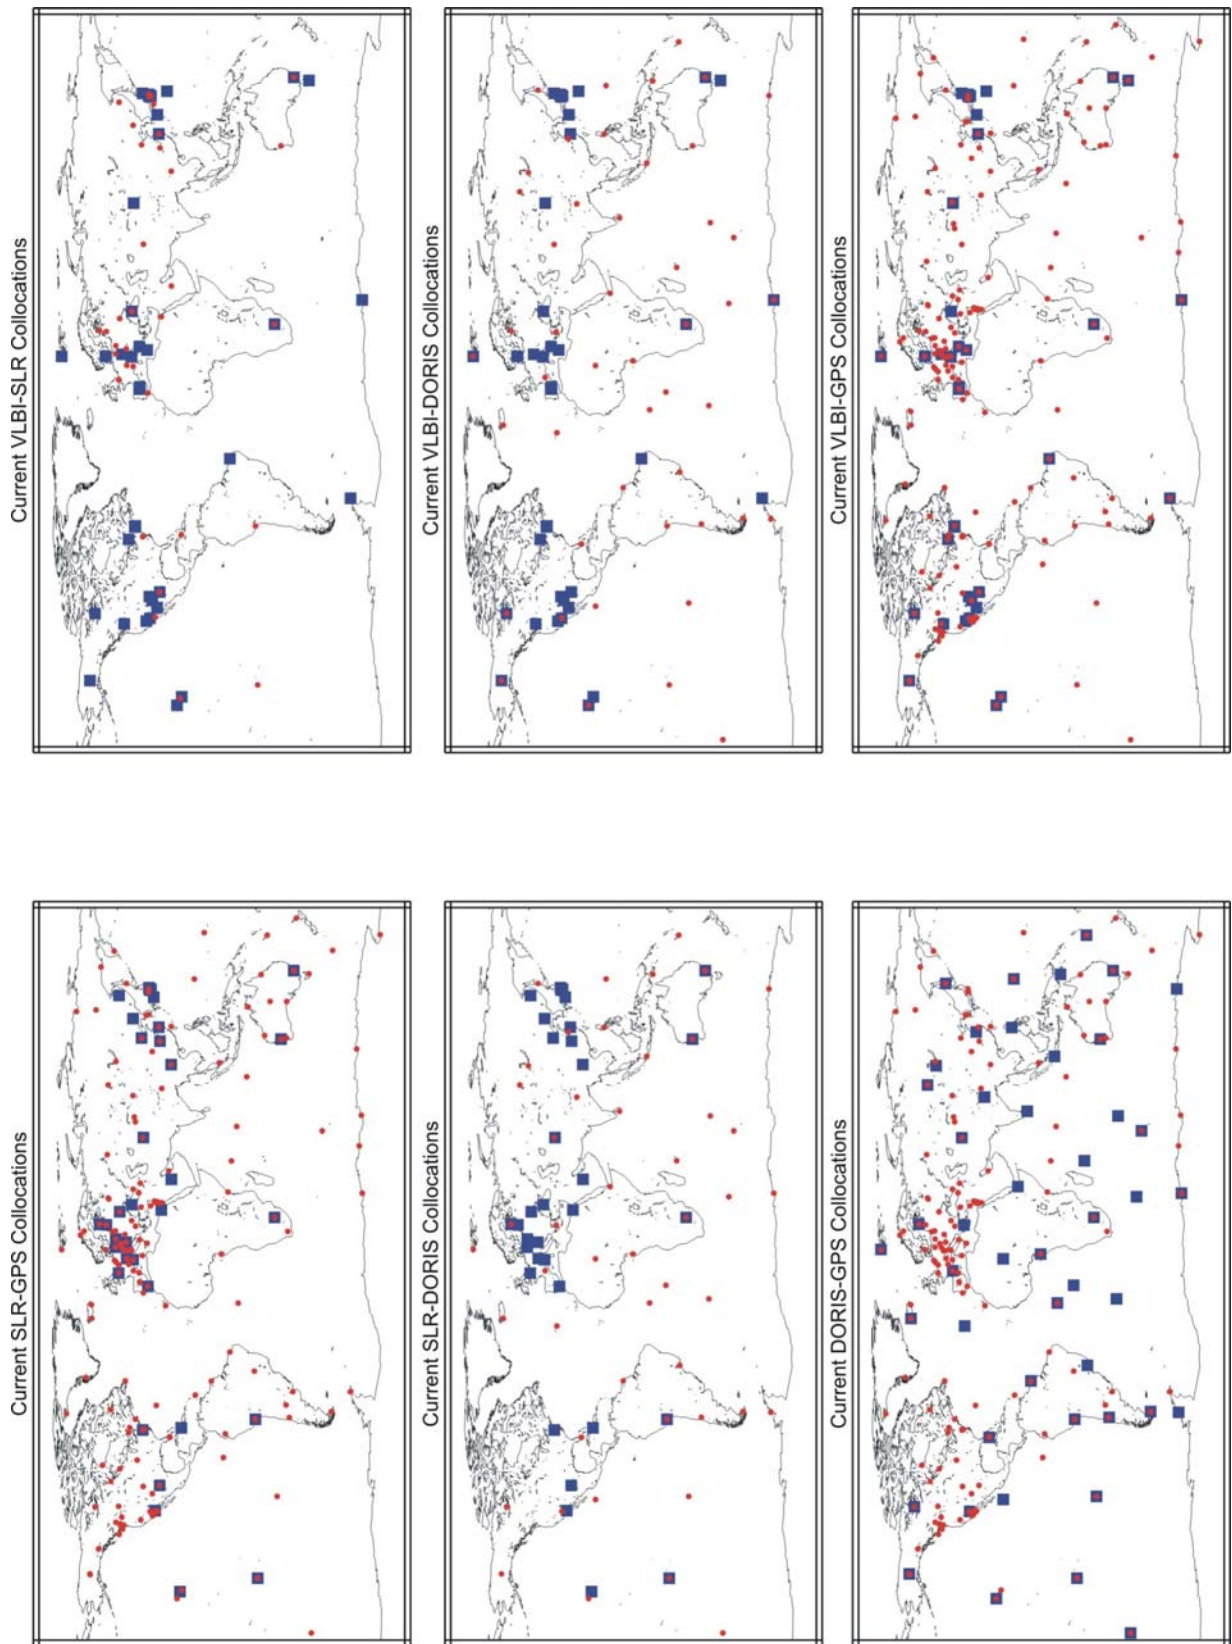 Current VLBI-SLR Collocations
Current VLBI-DORIS Collocations
Current VLBI-GPS Collocations
Current SLR-GPS Collocations
Current SLR-DORIS Collocations
Current DORIS-GPS Collocations